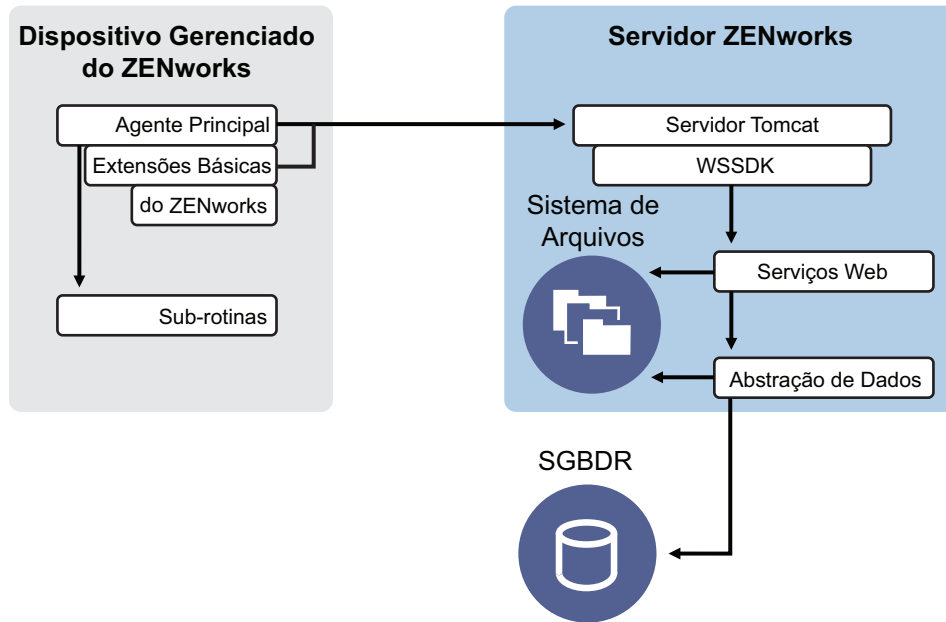 Dispositivo Gerenciado
do ZENworks
Agente Principal
Extensões Básicas
do ZENworks
Sub-rotinas
Servidor ZENworks
Servidor Tomcat
WSSDK
Sistema de
Arquivos
Serviços Web
Abstração de Dados
SGBDR